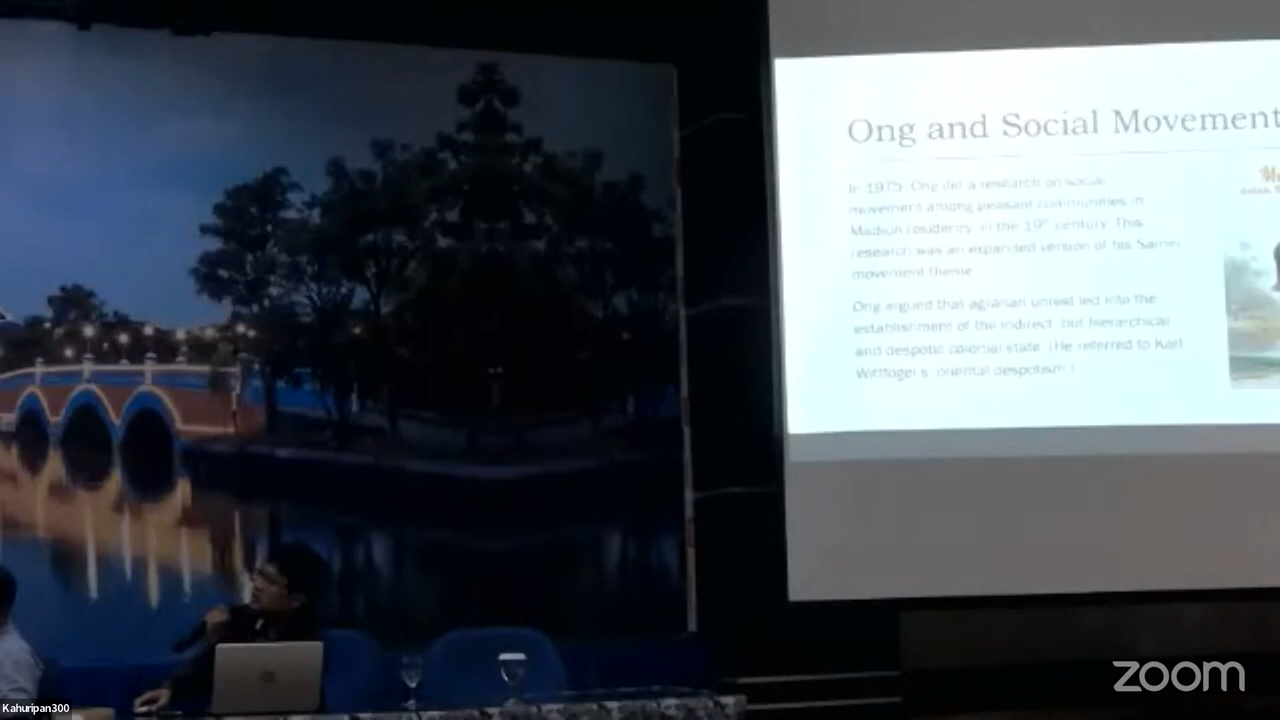 Ong and Social Movement
In 1975, Ong did a research on social
movement among peasant communities in
Madiun residency, in the 19th century. This
research was an expanded version of his Samin
movement theme
Ong argued that agrarian unrest led into the
establishment of the indirect, but hierarchical
and despotic colonial state. (He referred to Karl
Wittfogel's oriental despotism.)
zoom
Kahuripan300